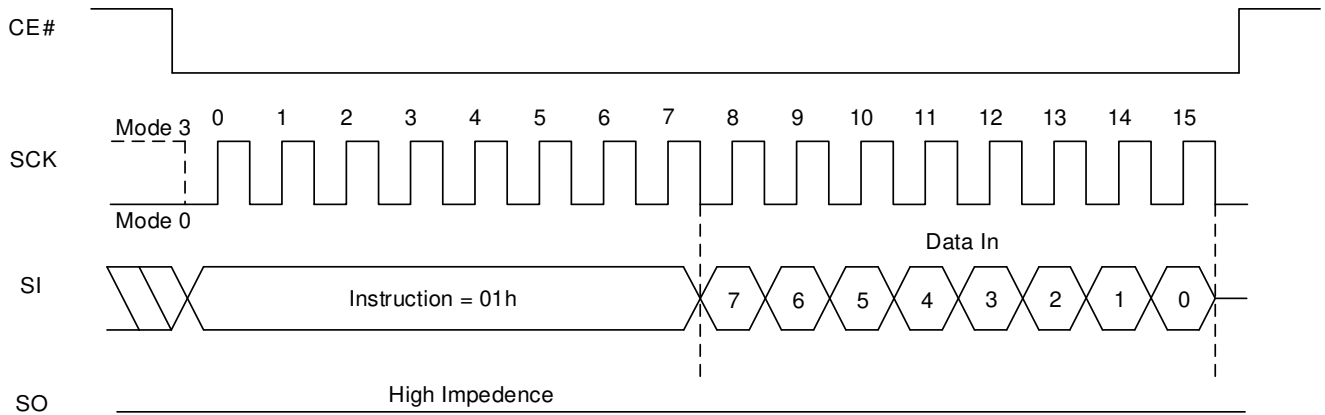 CE#
0 1 2 3 4 5 6 7 8 9 10 11 12 13 14 15
Mode 3
SCK
Mode 0
Data In
SI
Instruction = 01h
7 6 5 4 3 2 1 0
High Impedence
SO